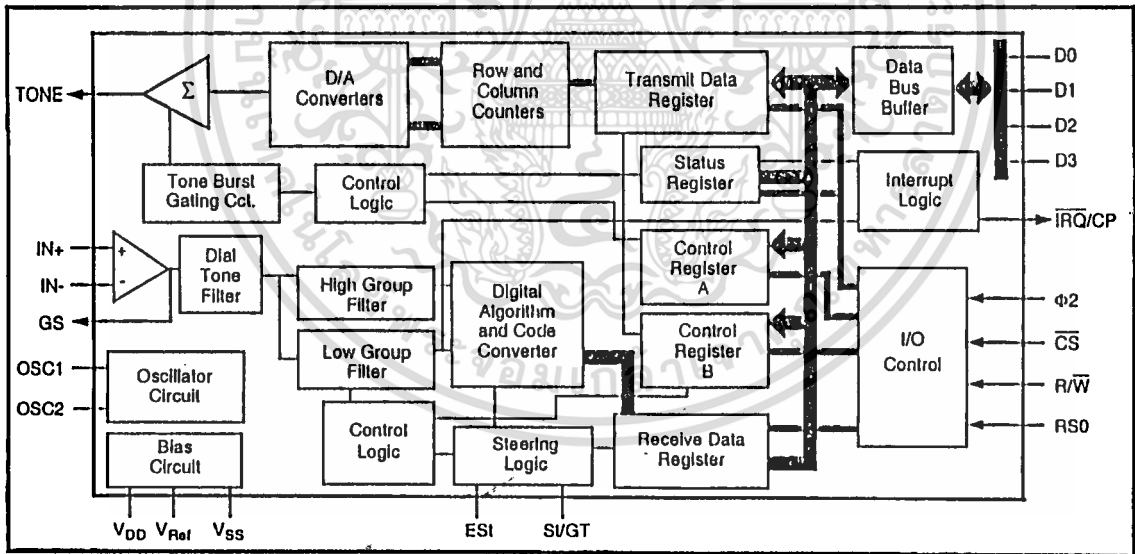 TONE
Σ
D/A
Converters
Row and
Column
Counters
Transmit Data
Register
Data
Bus
Buffer
D0
D1
D2
D3
Tone Burst
Gating Cct.
Control
Logic
Status
Register
Interrupt
Logic
IRQ/CP
IN+
IN-
GS
+
-
Dial
Tone
Filter
High Group
Filter
Low Group
Filter
Digital
Algorithm
and Code
Converter
Control
Register
A
Control
Register
B
I/O
Control
Φ2
CS
R/W
RS0
OSC1
OSC2
Oscillator
Circuit
Bias
Circuit
Control
Logic
Steering
Logic
Receive Data
Register
VDD
VRef
VSS
ESt
St/GT